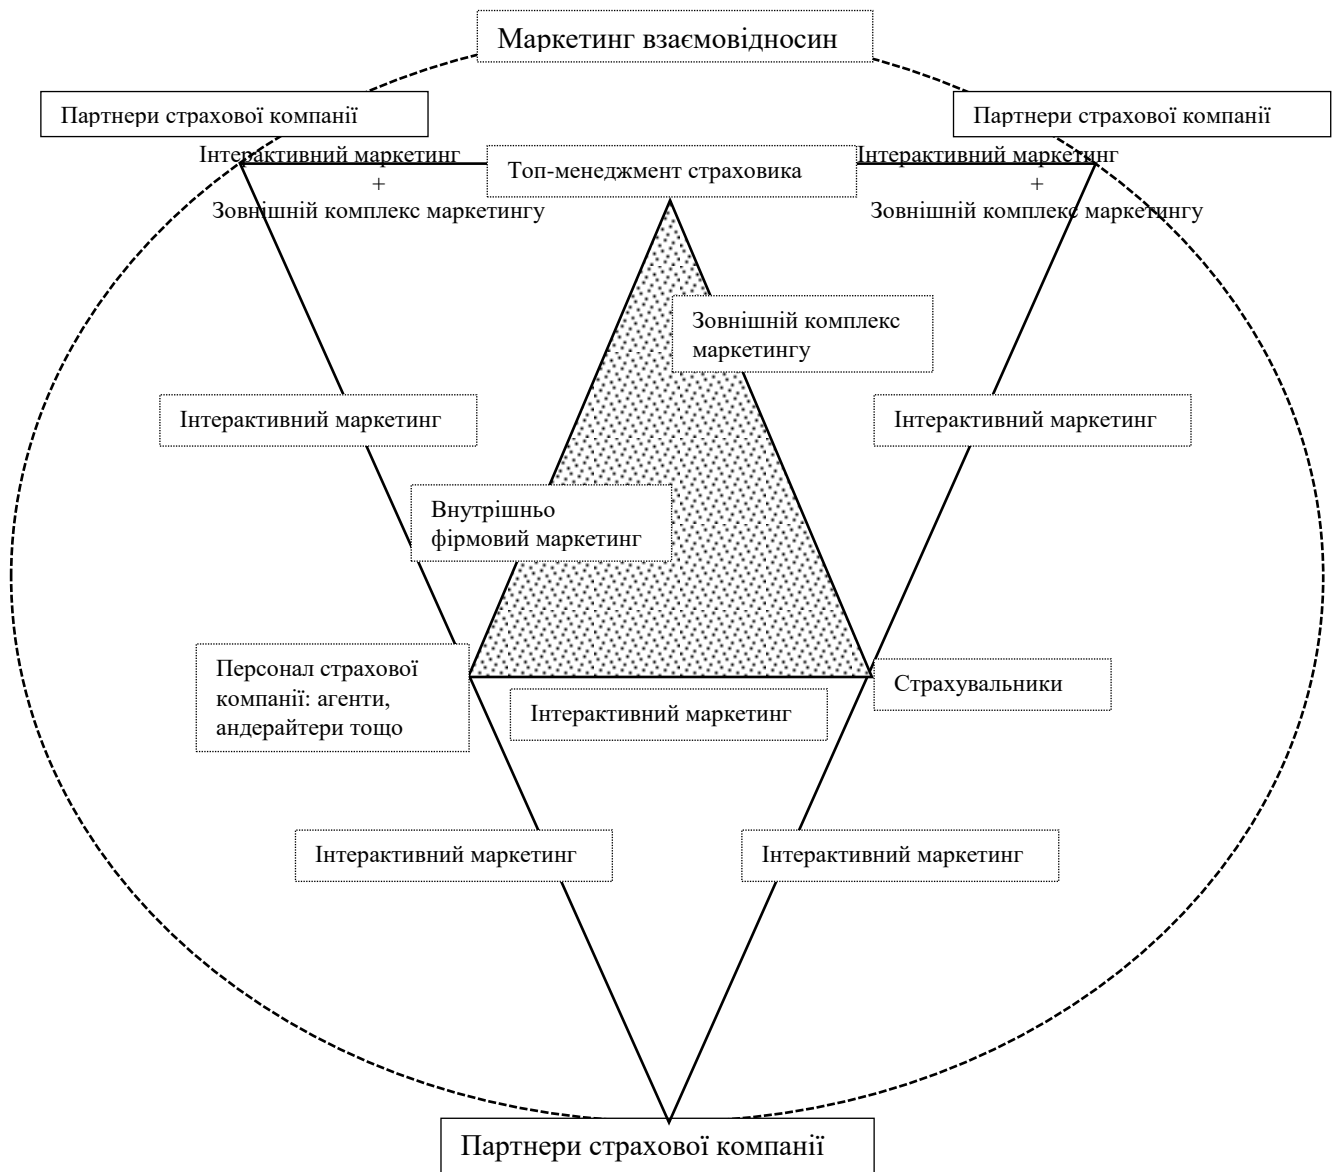 Маркетинг взаємовідносин
Партнери страхової компанії
Партнери страхової компанії
Інтерактивний маркетинг
+
Зовнішній комплекс маркетингу
Топ-менеджмент страховика
Інтерактивний маркетинг
+
Зовнішній комплекс маркетингу
Зовнішній комплекс
маркетингу
Інтерактивний маркетинг
Інтерактивний маркетинг
Внутрішньо
фірмовий маркетинг
Персонал страхової
компанії: агенти,
андерайтери тощо
Страхувальники
Інтерактивний маркетинг
Інтерактивний маркетинг
Інтерактивний маркетинг
Партнери страхової компанії